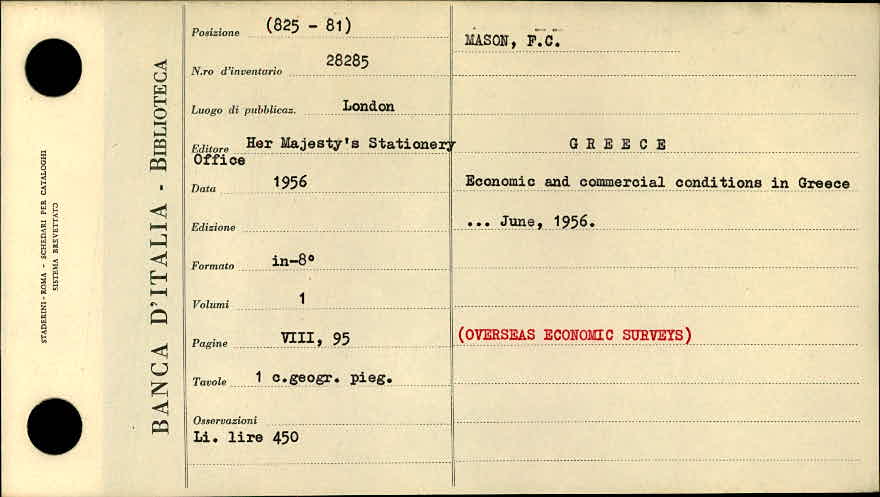 STADERINI-ROMA - SCHEDARI PER CATALOGHI
SISTEMA BREVETTATO
BANCA D'ITALIA - BIBLIOTECA
Posizione (825 - 81)
N.ro d'inventario 28285
Luogo di pubblicaz. London
Editore Her Majesty's Stationery
Office
Data 1956
Edizione
Formato in-8°
Volumi 1
Pagine VIII, 95
Tavole 1 c.geogr. pieg.
Osservazioni
Li. lire 450
MASON, F.C.
G R E E C E
Economic and commercial conditions in Greece
... June, 1956.
(OVERSEAS ECONOMIC SURVEYS)